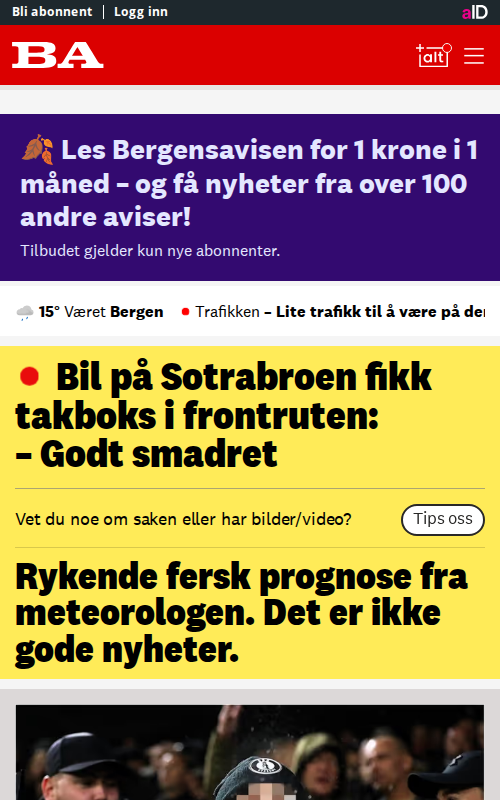 Bli abonnent
Logg inn
aID
BA
alt
Les Bergensavisen for 1 krone i 1
måned – og få nyheter fra over 100
andre aviser!
Tilbudet gjelder kun nye abonnenter.
15° Været Bergen
Trafikken – Lite trafikk til å være på der
Bil på Sotrabroen fikk
takboks i frontruten:
– Godt smadret
Vet du noe om saken eller har bilder/video?
Tips oss
Rykende fersk prognose fra
meteorologen. Det er ikke
gode nyheter.